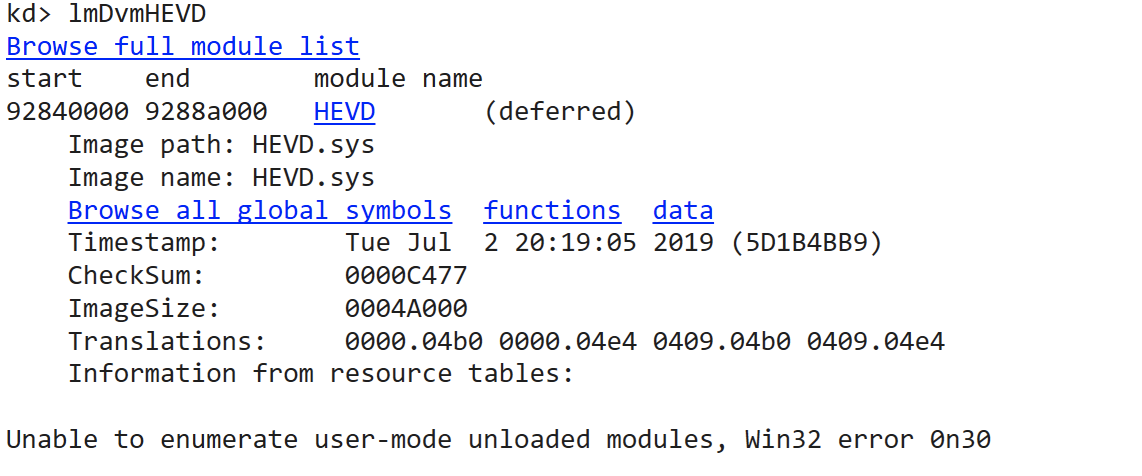 kd> lmDvmHEVD
Browse full module list
start    end        module name
92840000 9288a000   HEVD       (deferred)
    Image path: HEVD.sys
    Image name: HEVD.sys
    Browse all global symbols  functions  data
    Timestamp:        Tue Jul  2 20:19:05 2019 (5D1B4BB9)
    CheckSum:         0000C477
    ImageSize:        0004A000
    Translations:     0000.04b0 0000.04e4 0409.04b0 0409.04e4
    Information from resource tables:
Unable to enumerate user-mode unloaded modules, Win32 error 0n30